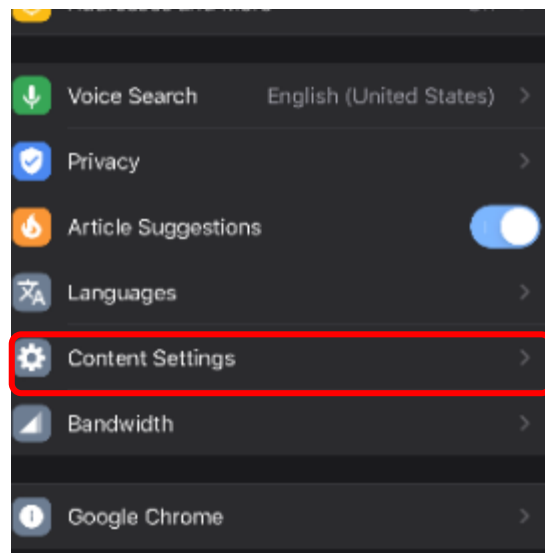 Voice Search English (United States)
Privacy
Article Suggestions
Languages
Content Settings
Bandwidth
Google Chrome